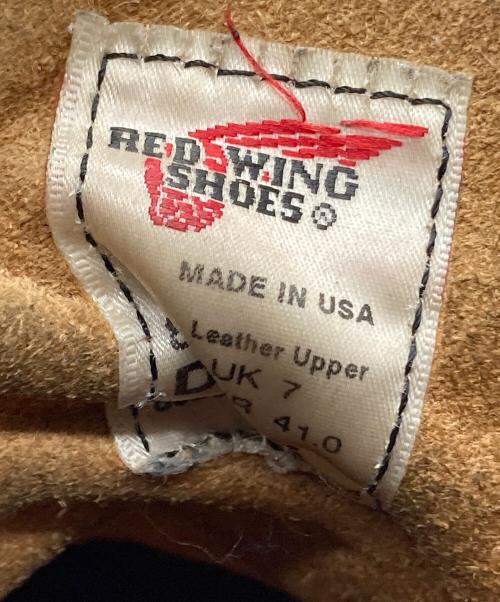 RED WING
SHOES®
MADE IN USA
Leather Upper
D UK 7
R 41.0